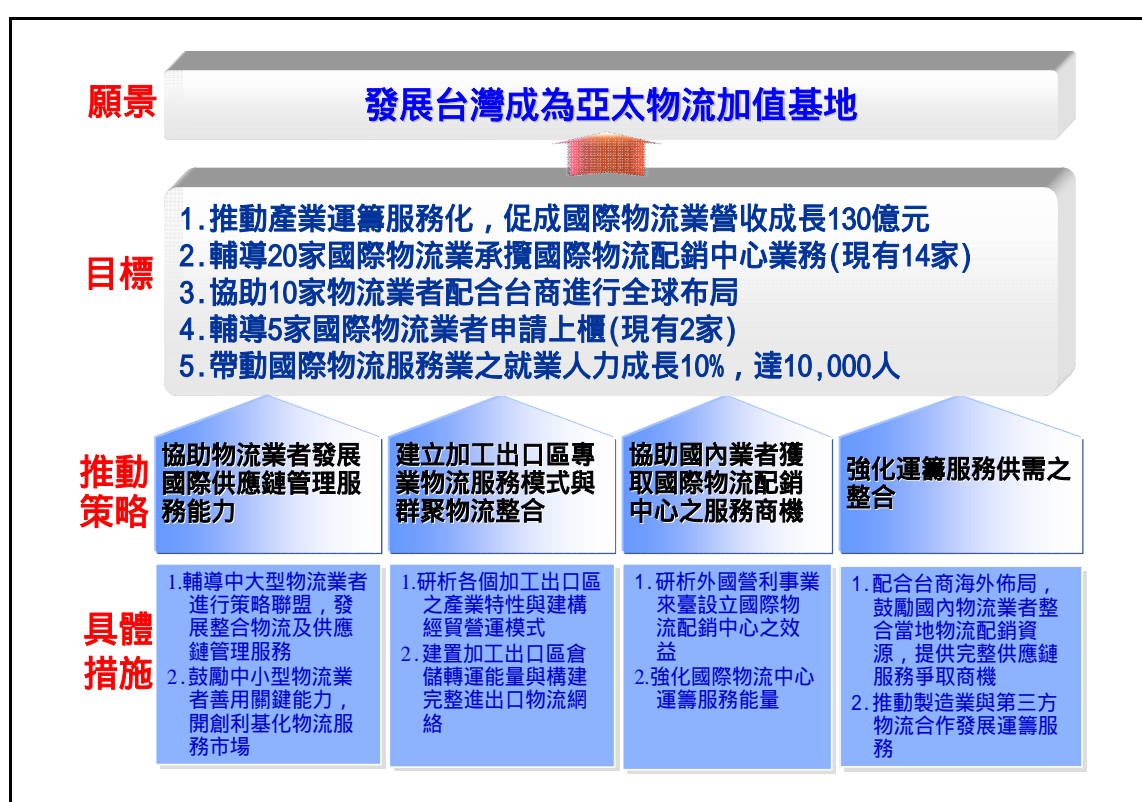 願景
發展台灣成為亞太物流加值基地
目標
1.推動產業運籌服務化，促成國際物流業營收成長130億元
2.輔導20家國際物流業承攬國際物流配銷中心業務(現有14家)
3.協助10家物流業者配合台商進行全球布局
4.輔導5家國際物流業者申請上櫃(現有2家)
5.帶動國際物流服務業之就業人力成長10%，達10,000人
推動
策略
協助物流業者發展
國際供應鏈管理服
務能力
建立加工出口區專
業物流服務模式與
群聚物流整合
協助國內業者獲
取國際物流配銷
中心之服務商機
強化運籌服務供需之
整合
具體
措施
1.輔導中大型物流業者
進行策略聯盟，發
展整合物流及供應
鏈管理服務
2.鼓勵中小型物流業
者善用關鍵能力，
開創利基化物流服
務市場
1.研析各個加工出口區
之產業特性與建構
經貿營運模式
2.建置加工出口區倉
儲轉運能量與構建
完整進出口物流網
絡
1.研析外國營利事業
來臺設立國際物
流配銷中心之效
益
2.強化國際物流中心
運籌服務能量
1.配合台商海外佈局，
鼓勵國內物流業者整
合當地物流配銷資
源，提供完整供應鏈
服務爭取商機
2.推動製造業與第三方
物流合作發展運籌服
務